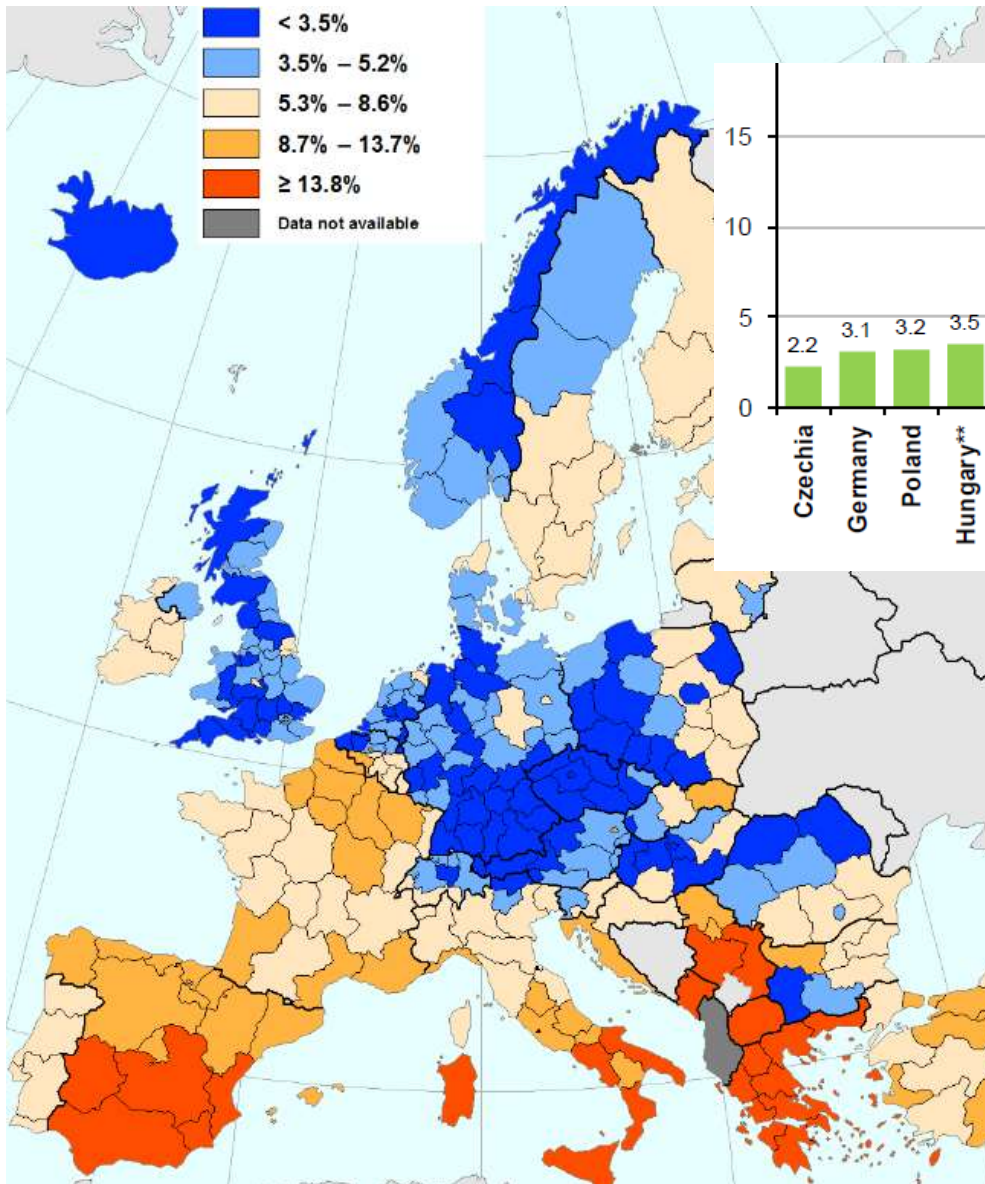 < 3.5%
3.5% – 5.2%
5.3% – 8.6%
8.7% – 13.7%
≥ 13.8%
Data not available
15
10
5
0
2.2
3.1
3.2
3.5
Czechia
Germany
Poland
Hungary**